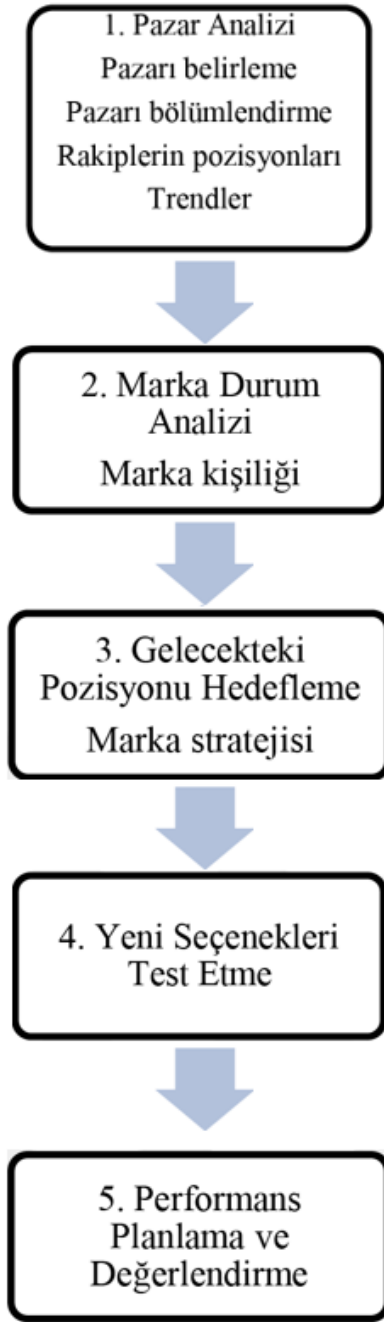 1. Pazar Analizi
Pazarı belirleme
Pazarı bölümlendirme
Rakiplerin pozisyonları
Trendler
2. Marka Durum
Analizi
Marka kişiliği
3. Gelecekteki
Pozisyonu Hedefleme
Marka stratejisi
4. Yeni Seçenekleri
Test Etme
5. Performans
Planlama ve
Değerlendirme